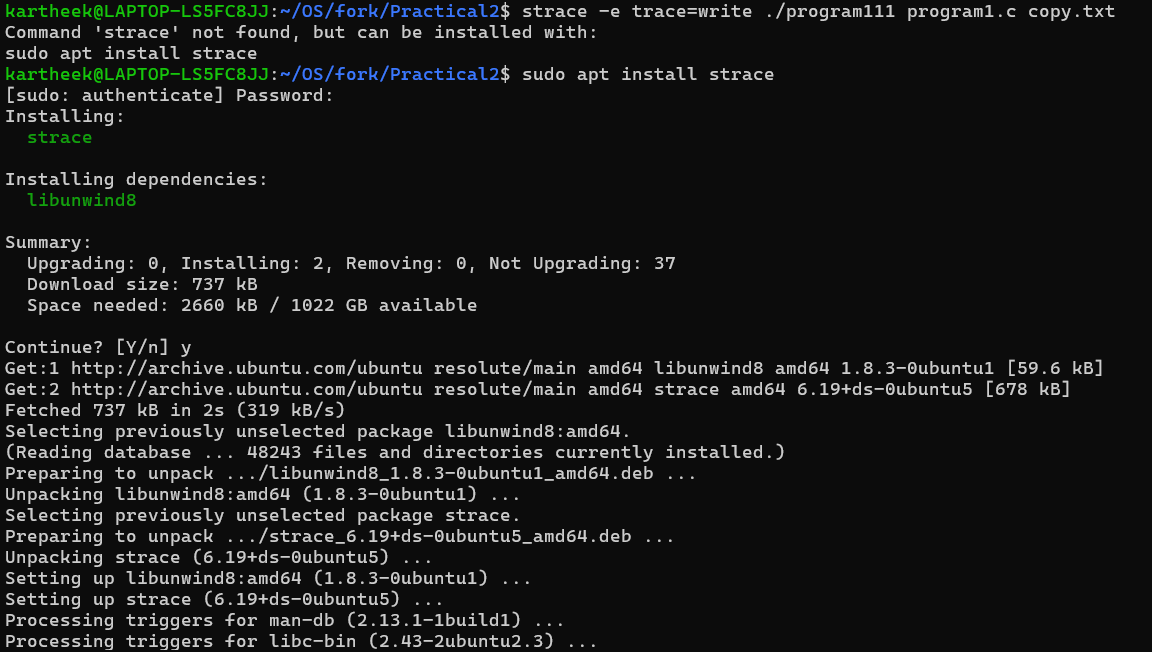 kartheek@LAPTOP-LS5FC8JJ:~/OS/fork/Practical2$ strace -e trace=write ./program111 program1.c copy.txt
Command 'strace' not found, but can be installed with:
sudo apt install strace
kartheek@LAPTOP-LS5FC8JJ:~/OS/fork/Practical2$ sudo apt install strace
[sudo: authenticate] Password:
Installing:
  strace

Installing dependencies:
  libunwind8

Summary:
  Upgrading: 0, Installing: 2, Removing: 0, Not Upgrading: 37
  Download size: 737 kB
  Space needed: 2660 kB / 1022 GB available

Continue? [Y/n] y
Get:1 http://archive.ubuntu.com/ubuntu resolute/main amd64 libunwind8 amd64 1.8.3-0ubuntu1 [59.6 kB]
Get:2 http://archive.ubuntu.com/ubuntu resolute/main amd64 strace amd64 6.19+ds-0ubuntu5 [678 kB]
Fetched 737 kB in 2s (319 kB/s)
Selecting previously unselected package libunwind8:amd64.
(Reading database ... 48243 files and directories currently installed.)
Preparing to unpack .../libunwind8_1.8.3-0ubuntu1_amd64.deb ...
Unpacking libunwind8:amd64 (1.8.3-0ubuntu1) ...
Selecting previously unselected package strace.
Preparing to unpack .../strace_6.19+ds-0ubuntu5_amd64.deb ...
Unpacking strace (6.19+ds-0ubuntu5) ...
Setting up libunwind8:amd64 (1.8.3-0ubuntu1) ...
Setting up strace (6.19+ds-0ubuntu5) ...
Processing triggers for man-db (2.13.1-1build1) ...
Processing triggers for libc-bin (2.43-2ubuntu2.3) ...